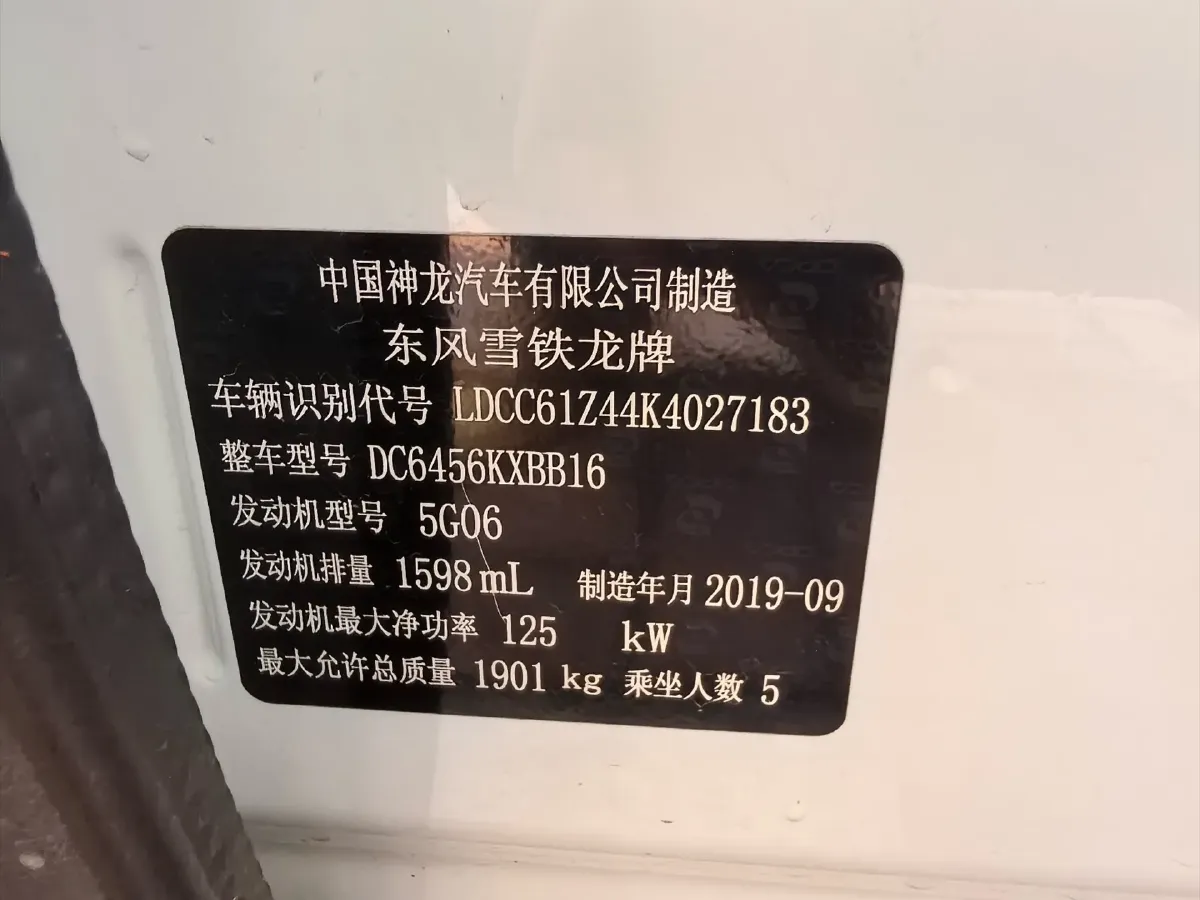 中国神龙汽车有限公司制造
东风雪铁龙牌
车辆识别代号 LDCC61Z44K4027183
整车型号 DC6456KXBB16
发动机型号 5G06
发动机排量 1598mL 制造年月 2019-09
发动机最大净功率 125 kW
最大允许总质量 1901 kg 乘坐人数 5